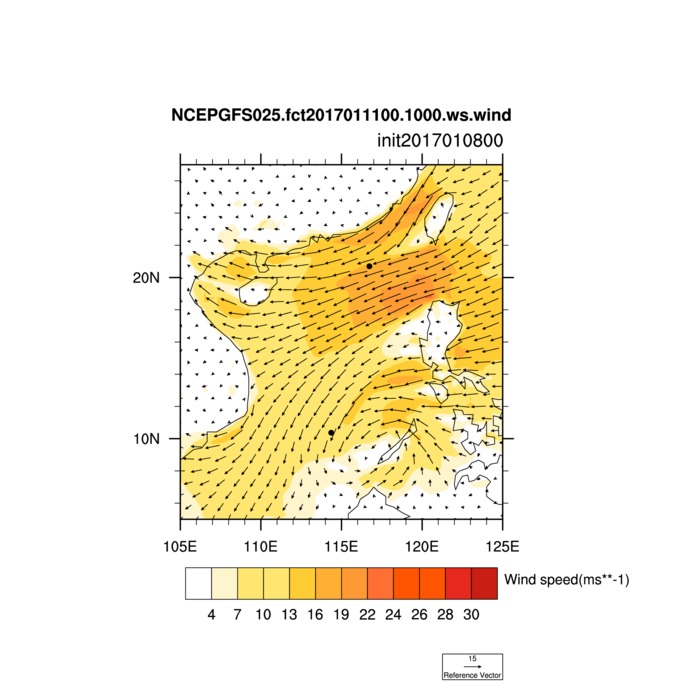 NCEPGFS025.fct2017011100.1000.ws.wind
init2017010800
20N
10N
105E 110E 115E 120E 125E
Wind speed(ms**-1)
4 7 10 13 16 19 22 24 26 28 30
15
Reference Vector